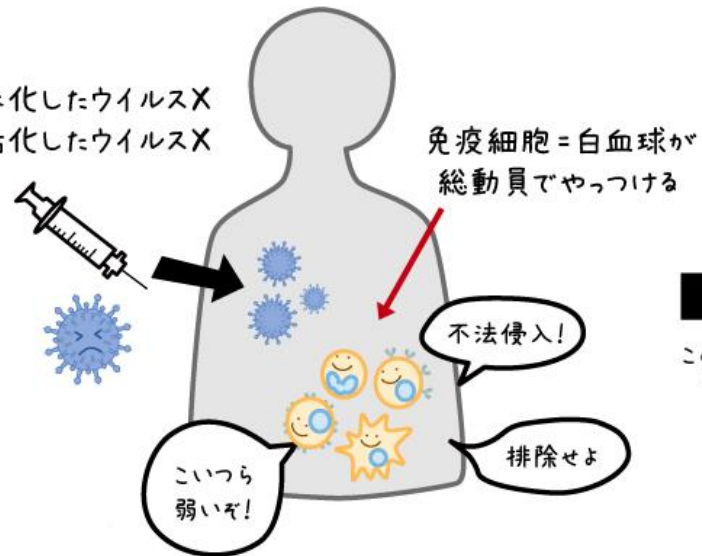 化したウイルスX
化したウイルスX
免疫細胞=白血球が
総動員でやっつける
不法侵入!
こいつら
弱いぞ!
排除せよ